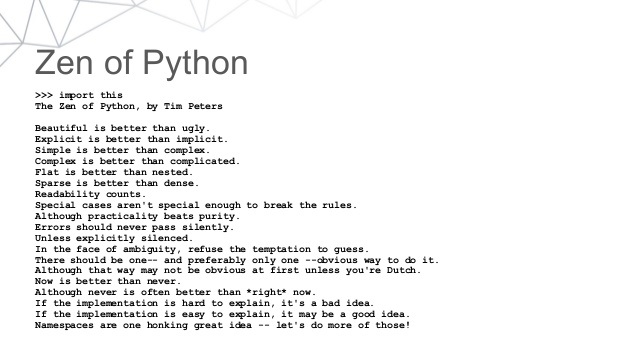 Zen of Python
>>> import this
The Zen of Python, by Tim Peters
Beautiful is better than ugly.
Explicit is better than implicit.
Simple is better than complex.
Complex is better than complicated.
Flat is better than nested.
Sparse is better than dense.
Readability counts.
Special cases aren't special enough to break the rules.
Although practicality beats purity.
Errors should never pass silently.
Unless explicitly silenced.
In the face of ambiguity, refuse the temptation to guess.
There should be one-- and preferably only one --obvious way to do it.
Although that way may not be obvious at first unless you're Dutch.
Now is better than never.
Although never is often better than *right* now.
If the implementation is hard to explain, it's a bad idea.
If the implementation is easy to explain, it may be a good idea.
Namespaces are one honking great idea -- let's do more of those!